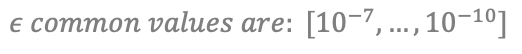 ϵ common values are: [10⁻⁷, ..., 10⁻¹⁰]